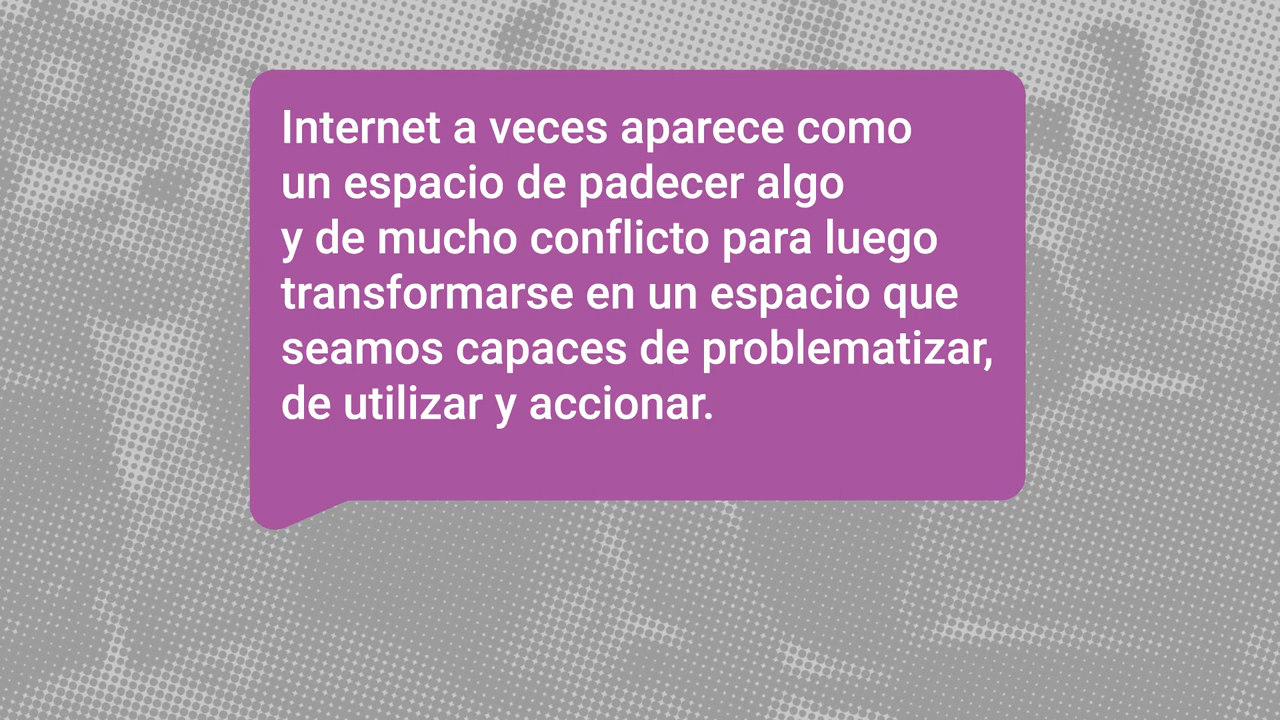 Internet a veces aparece como
un espacio de padecer algo
y de mucho conflicto para luego
transformarse en un espacio que
seamos capaces de problematizar,
de utilizar y accionar.